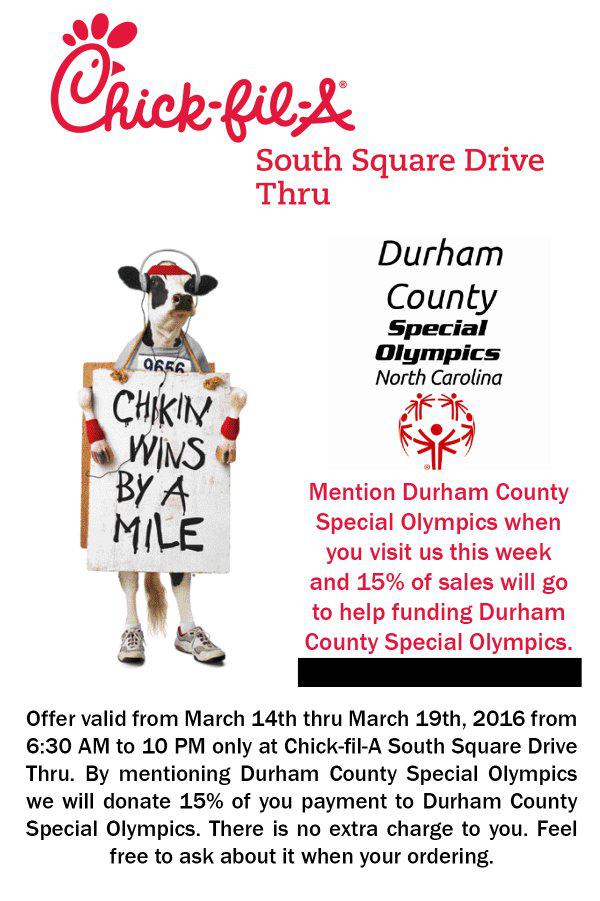 Chick-fil-A®
South Square Drive
Thru
Durham
County
Special
Olympics
North Carolina
®
9656
CHIKIN
WINS
BY A
MILE
Mention Durham County
Special Olympics when
you visit us this week
and 15% of sales will go
to help funding Durham
County Special Olympics.
Offer valid from March 14th thru March 19th, 2016 from
6:30 AM to 10 PM only at Chick-fil-A South Square Drive
Thru. By mentioning Durham County Special Olympics
we will donate 15% of you payment to Durham County
Special Olympics. There is no extra charge to you. Feel
free to ask about it when your ordering.